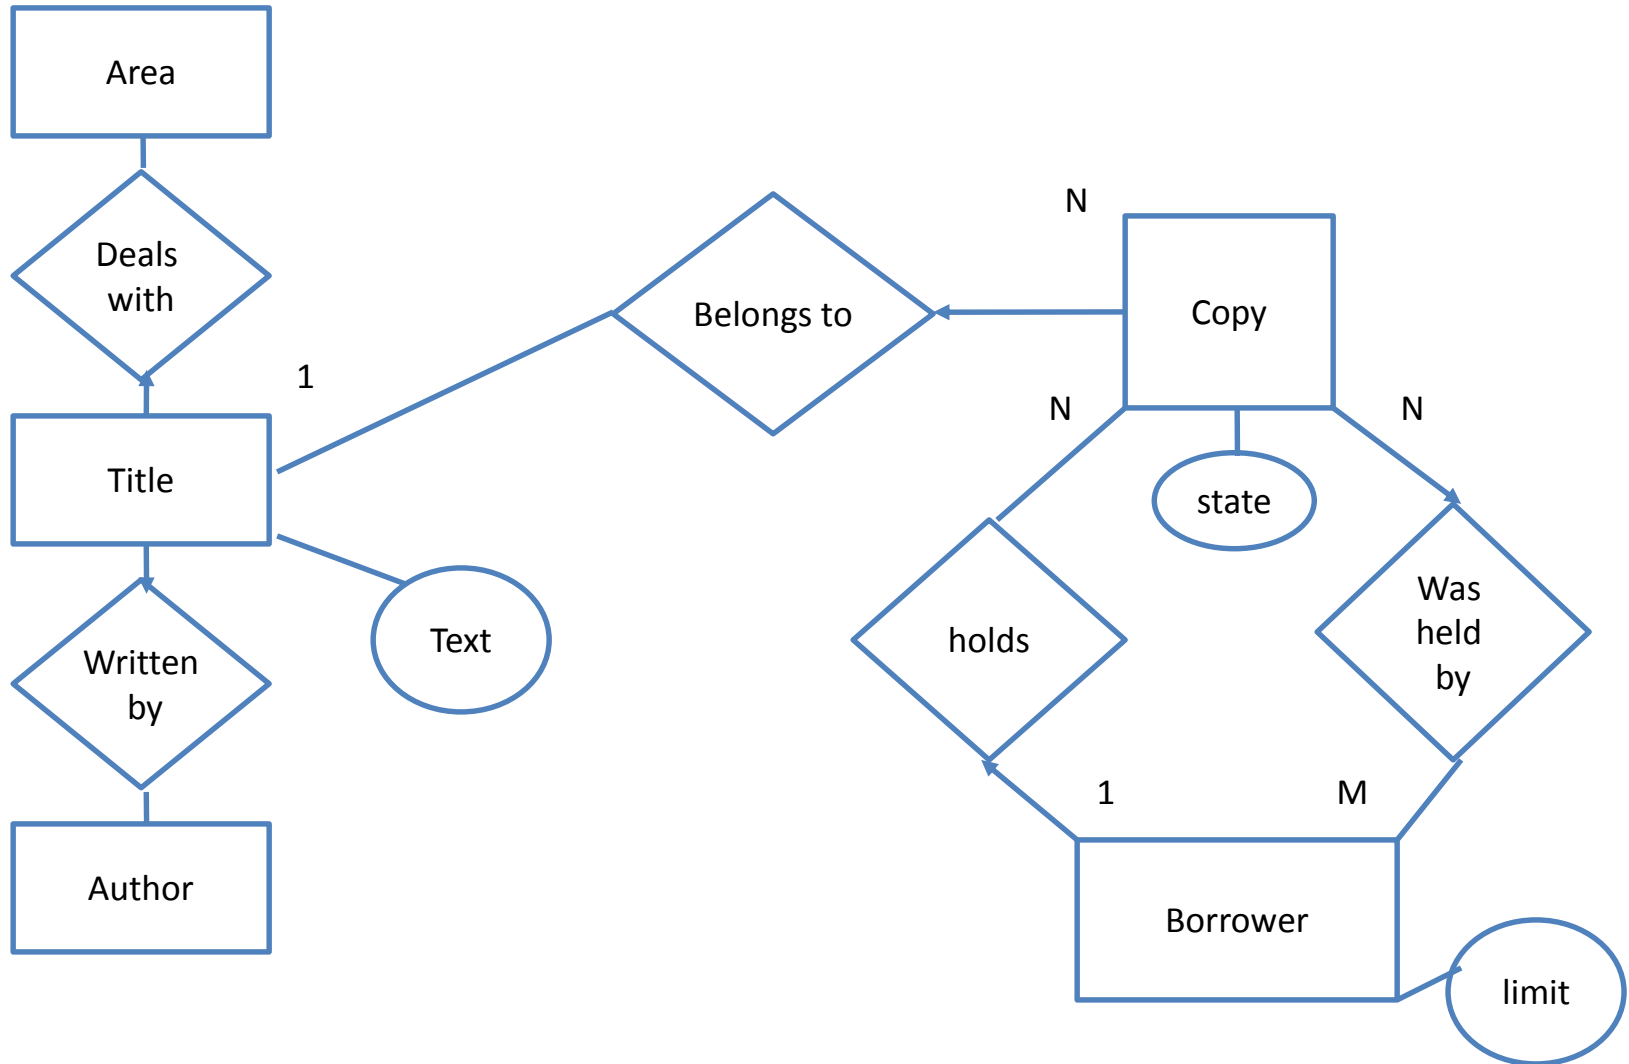 Area
Deals
with
Title
Written
by
Author
1
Text
Belongs to
N
Copy
N
N
state
holds
Was
held
by
1
M
Borrower
limit